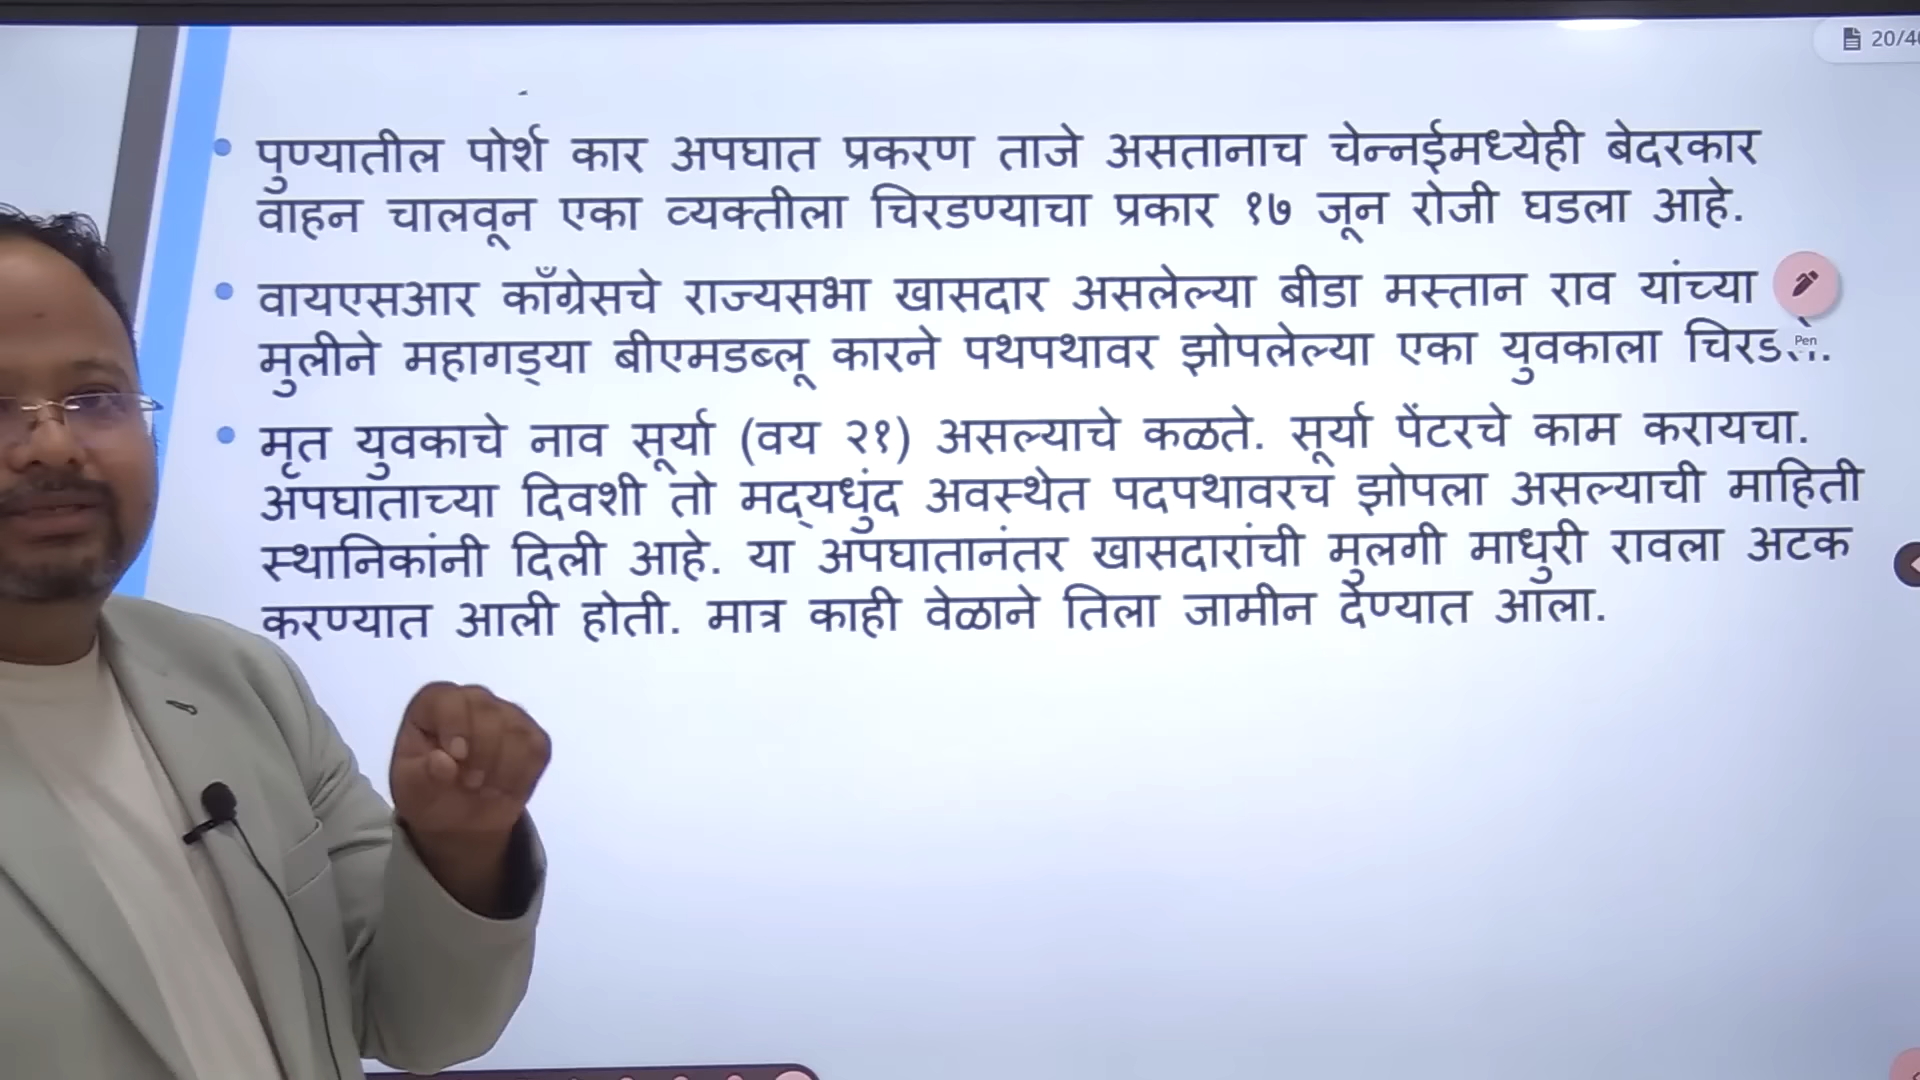 20/4
पुण्यातील पोर्श कार अपघात प्रकरण ताजे असतानाच चेन्नईमध्येही बेदरकार
वाहन चालवून एका व्यक्तीला चिरडण्याचा प्रकार १७ जून रोजी घडला आहे.
वायएसआर काँग्रेसचे राज्यसभा खासदार असलेल्या बीडा मस्तान राव यांच्या
मुलीने महागड्या बीएमडब्लू कारने पथपथावर झोपलेल्या एका युवकाला
Pen
मृत युवकाचे नाव सूर्या (वय २१) असल्याचे कळते. सूर्या पेंटरचे काम करायचा.
अपघाताच्या दिवशी तो मद्यधुंद अवस्थेत पदपथावरच झोपला असल्याची माहिती
स्थानिकांनी दिली आहे. या अपघातानंतर खासदारांची मुलगी माधुरी रावला अटक
करण्यात आली होती. मात्र काही वेळाने तिला जामीन देण्यात आला.